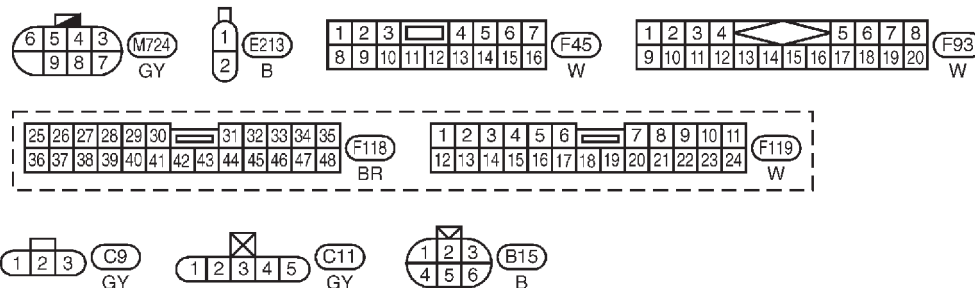 6 5 4 3 M724
9 8 7 GY
1 E213
2 B
1 2 3 4 5 6 7 F45
8 9 10 11 12 13 14 15 16 W
1 2 3 4 5 6 7 8 F93
9 10 11 12 13 14 15 16 17 18 19 20 W
25 26 27 28 29 30 31 32 33 34 35 F118
36 37 38 39 40 41 42 43 44 45 46 47 48 BR
1 2 3 4 5 6 7 8 9 10 11 F119
12 13 14 15 16 17 18 19 20 21 22 23 24 W
1 2 3 C9
GY
1 2 3 4 5 C11
GY
1 2 3 B15
4 5 6 B